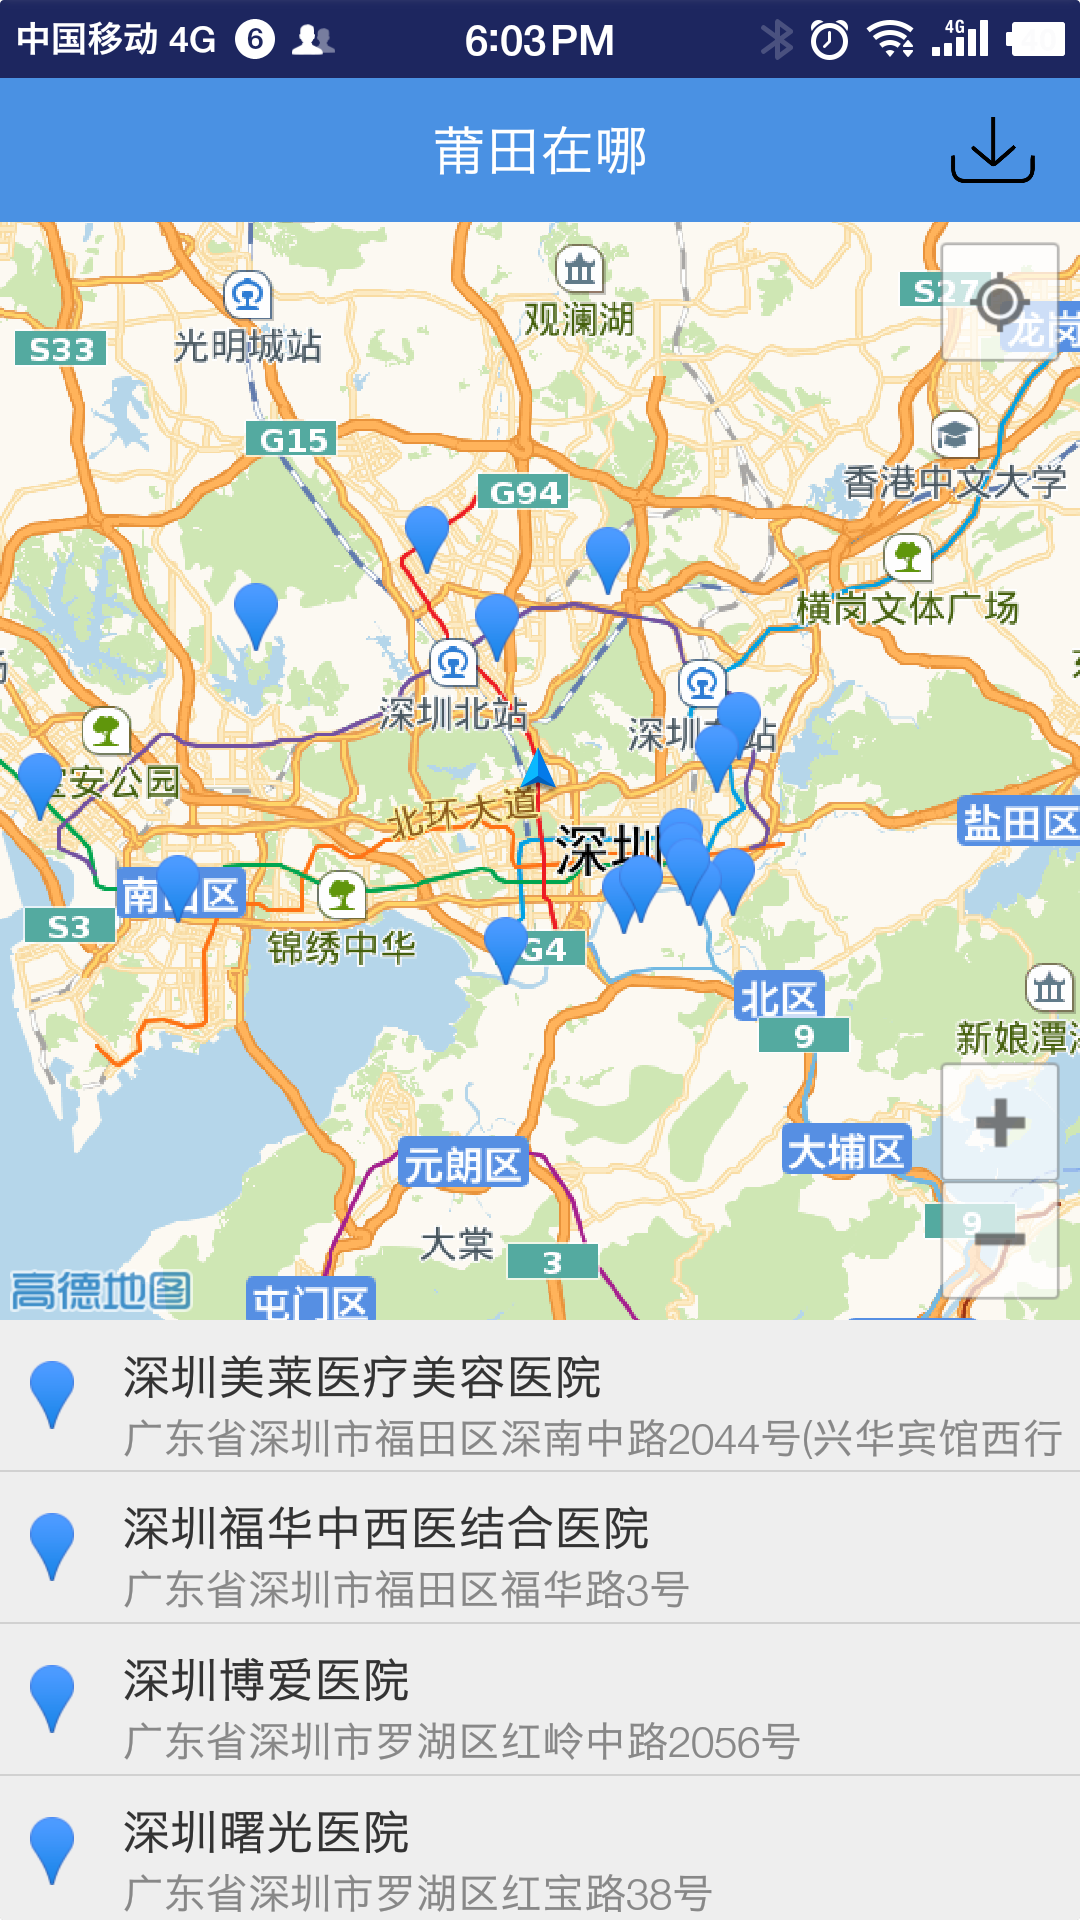 中国移动 4G 6 6:03PM 4G
莆田在哪
观澜湖
光明城站
S33
G15
G94
香港中文大学
横岗文体广场
深圳北站
宝安公园
北环大道
深圳
盐田区
S3
锦绣中华
G4
北区
9
新娘潭
元朗区
大埔区
大棠
9
3
高德地图
屯门区
深圳美莱医疗美容医院
广东省深圳市福田区深南中路2044号(兴华宾馆西行
深圳福华中西医结合医院
广东省深圳市福田区福华路3号
深圳博爱医院
广东省深圳市罗湖区红岭中路2056号
深圳曙光医院
广东省深圳市罗湖区红宝路38号